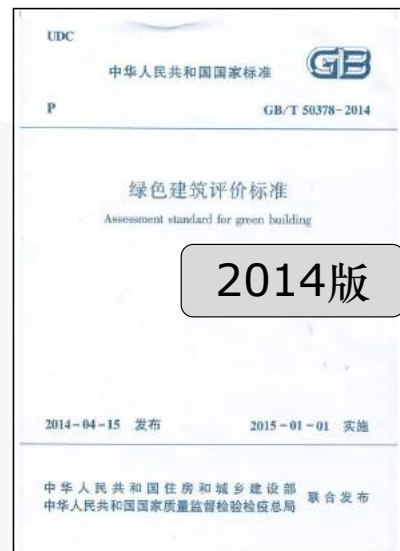 UDC
GB
中华人民共和国国家标准
P GB/T 50378-2014
绿色建筑评价标准
Assessment standard for green building
2014版
2014-04-15 发布 2015-01-01 实施
中华人民共和国住房和城乡建设部
中华人民共和国国家质量监督检验检疫总局
联合发布